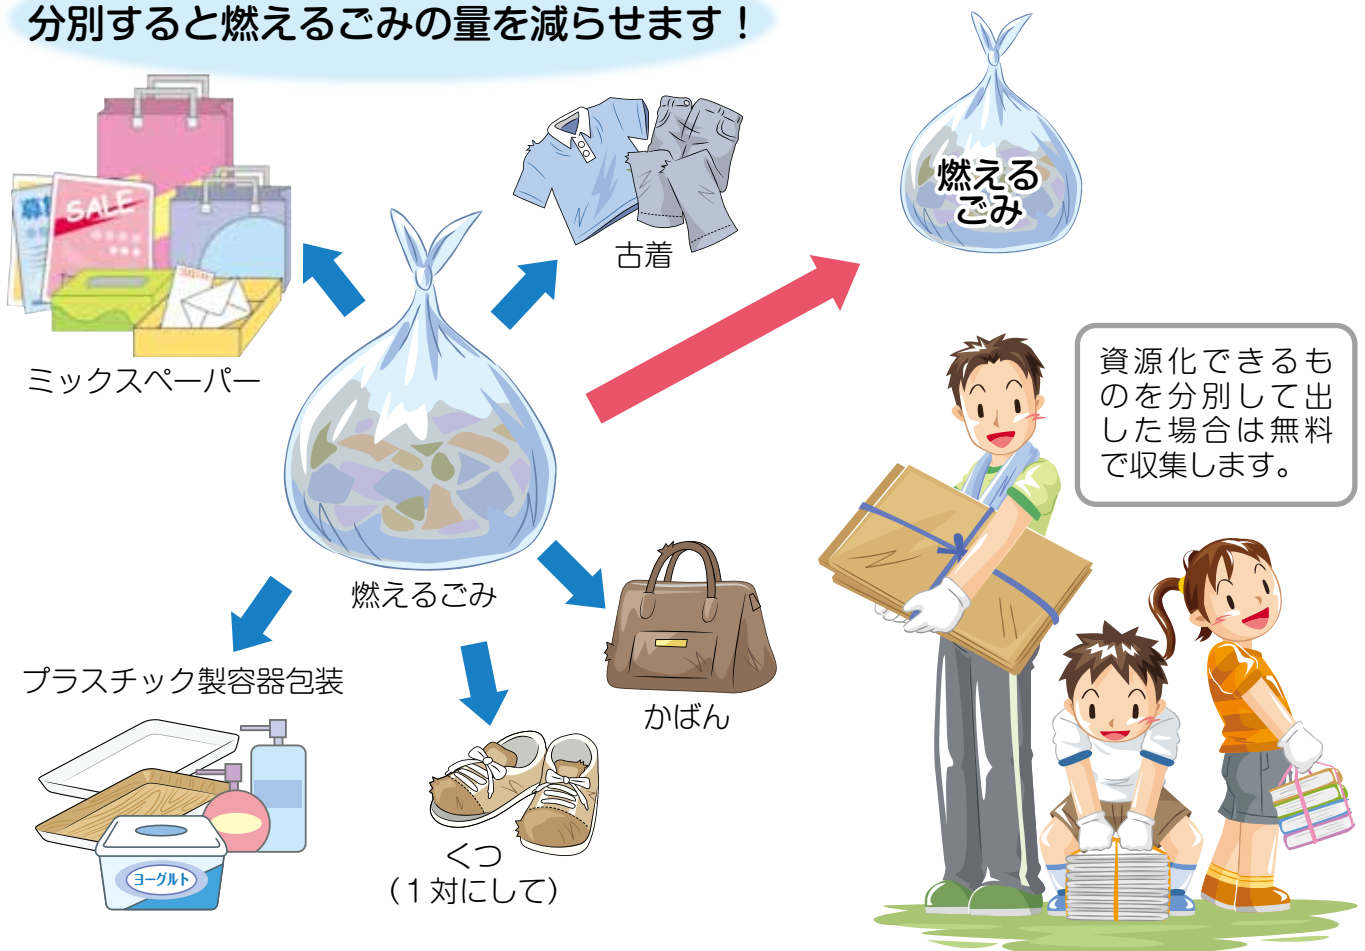 分別すると燃えるごみの量を減らせます！
SALE
ミックスペーパー
古着
燃える
ごみ
資源化できるも
のを分別して出
した場合は無料
で収集します。
燃えるごみ
プラスチック製容器包装
ヨーグルト
かばん
くつ
（１対にして）